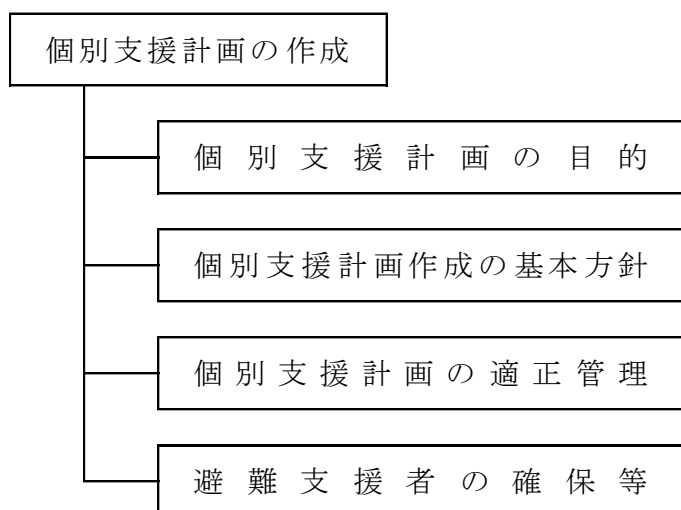 個別支援計画の作成
個別支援計画の目的
個別支援計画作成の基本方針
個別支援計画の適正管理
避難支援者の確保等